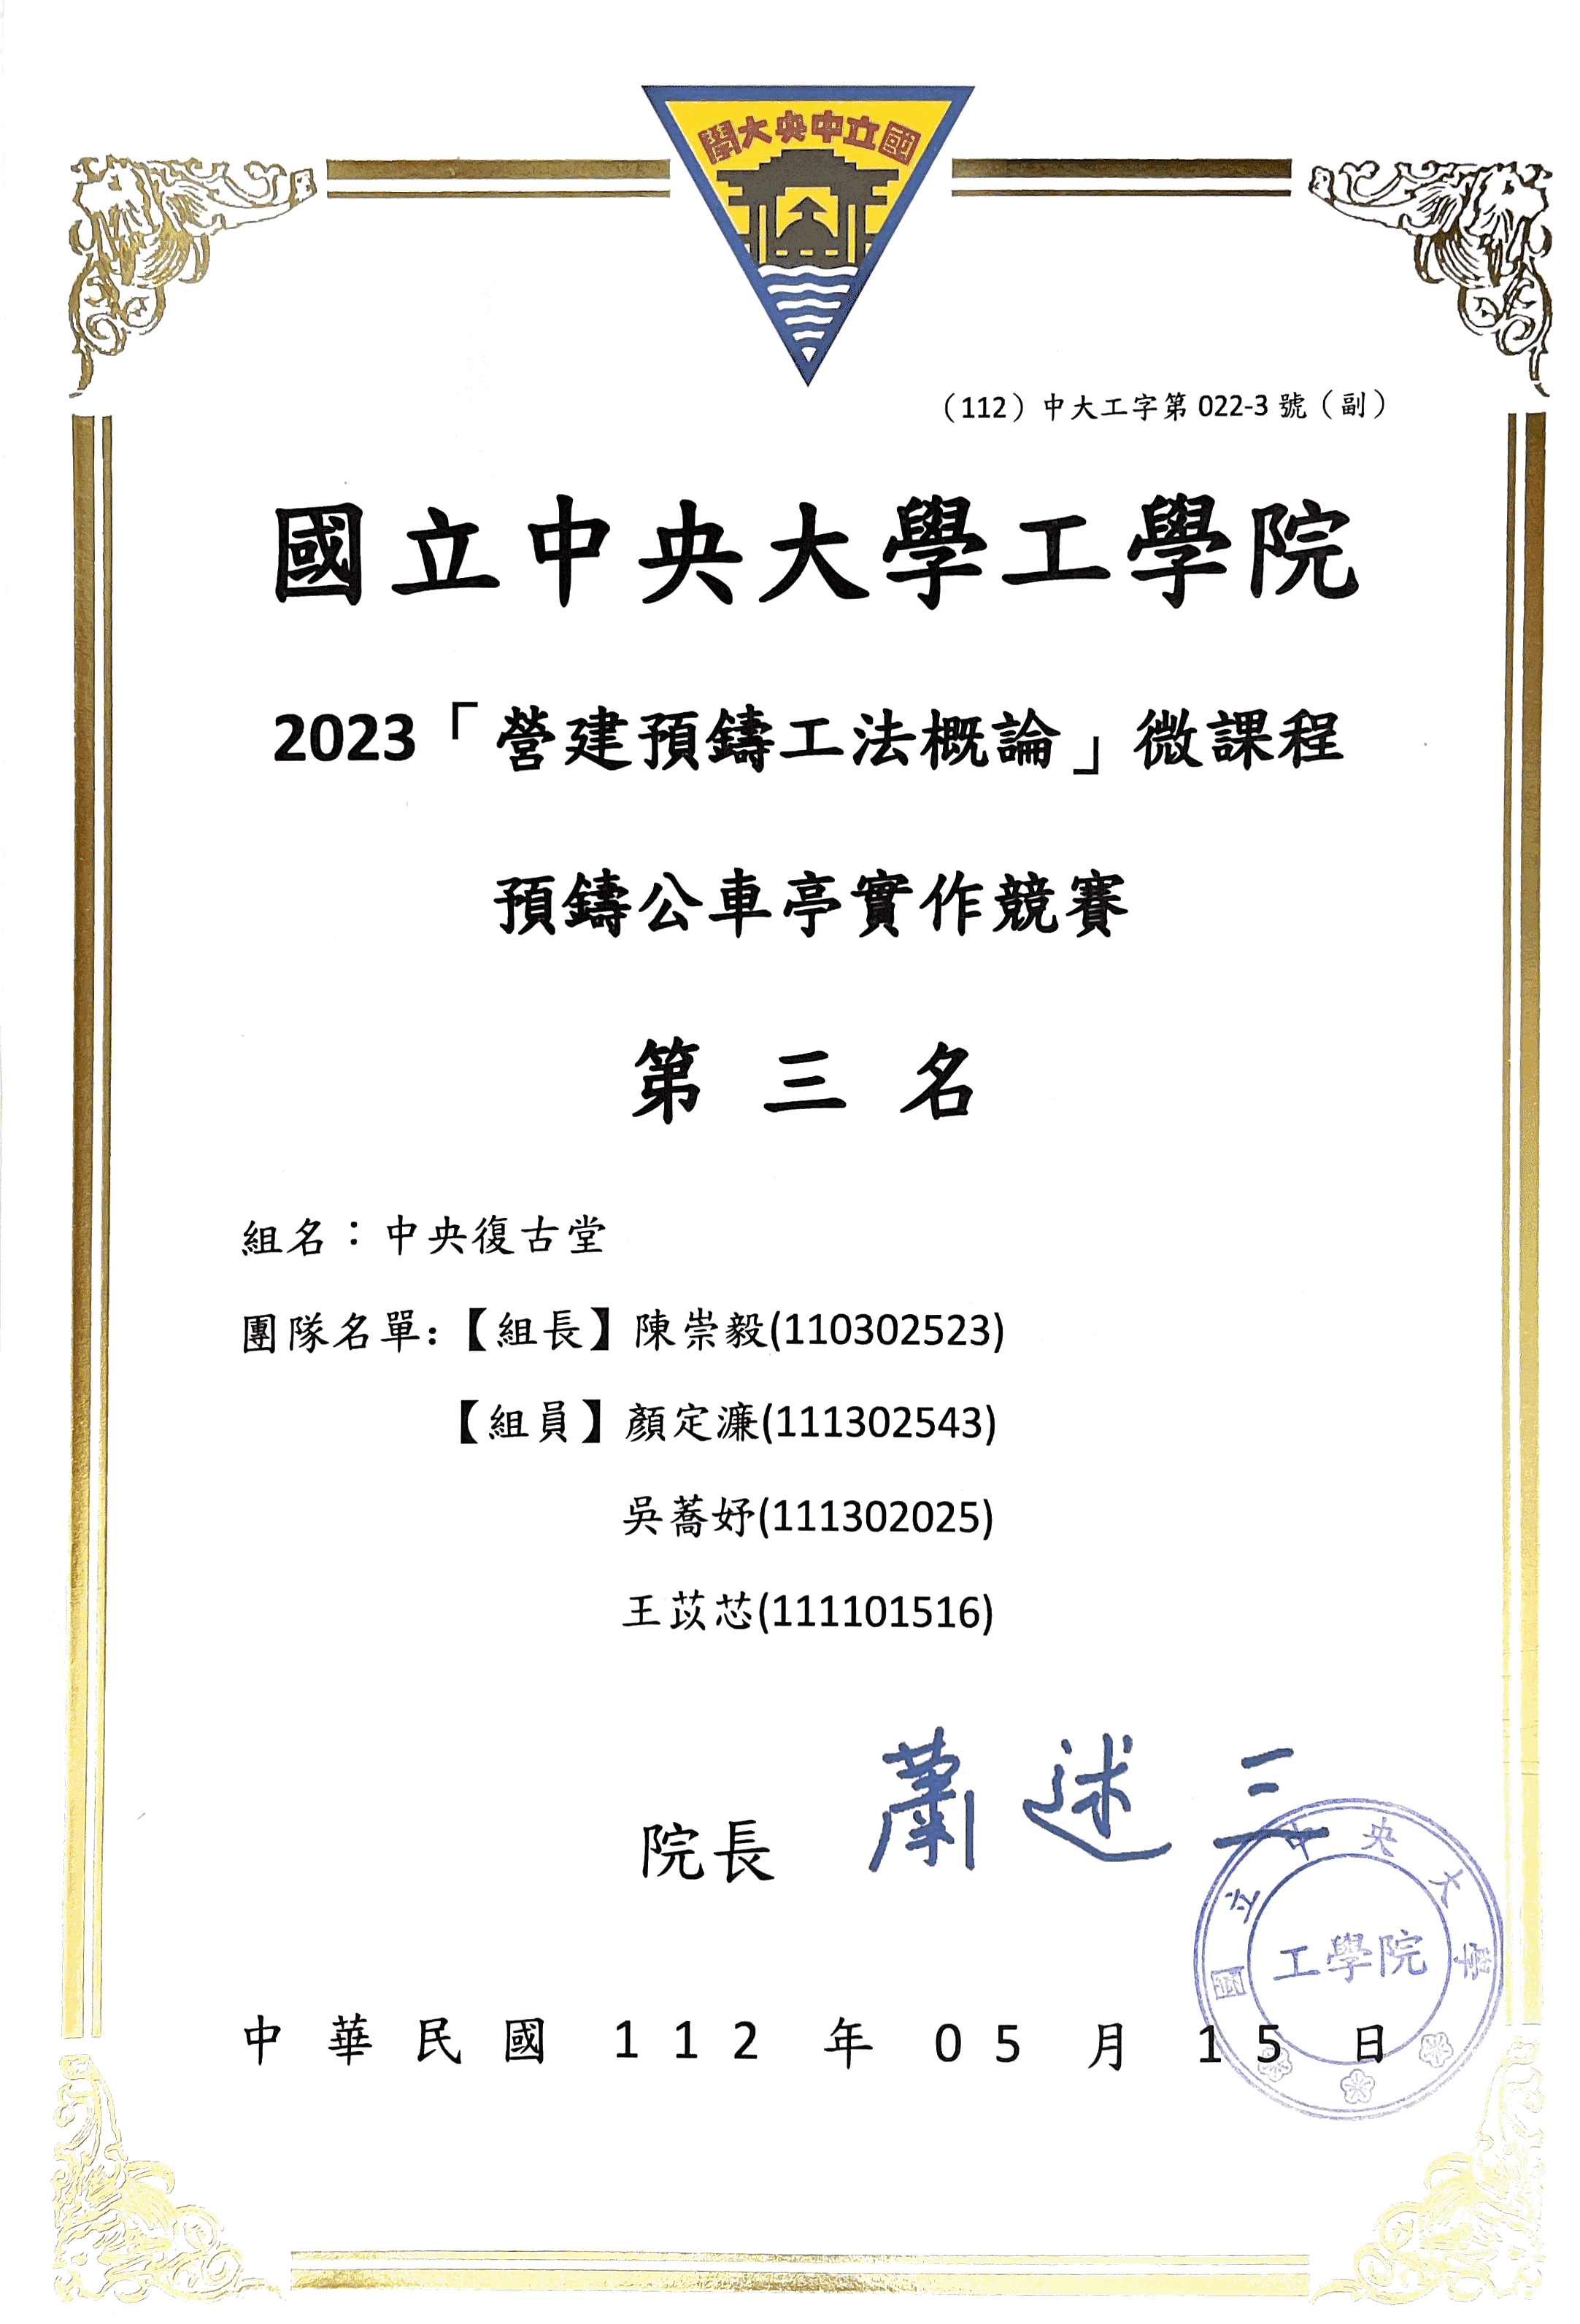 學大央中立國
（112）中大工字第 022-3 號（副）
國立中央大學工學院
2023「營建預鑄工法概論」微課程
預鑄公車亭實作競賽
第 三 名
組名：中央復古堂
團隊名單:【組長】陳崇毅(110302523)
【組員】顏定濂(111302543)
吳蕎妤(111302025)
王苡芯(111101516)
院長 蕭述三
國立中央大學
工學院
中 華 民 國 1 1 2 年 0 5 月 1 5 日